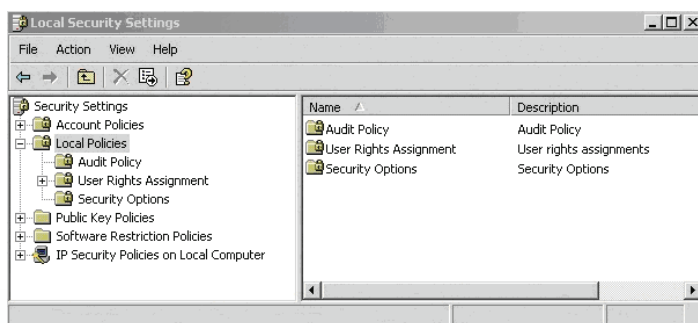 Local Security Settings
File Action View Help
Security Settings
Account Policies
Local Policies
Audit Policy
User Rights Assignment
Security Options
Public Key Policies
Software Restriction Policies
IP Security Policies on Local Computer
Name Description
Audit Policy Audit Policy
User Rights Assignment User rights assignments
Security Options Security Options